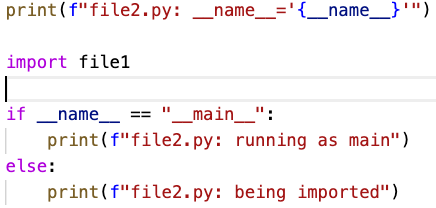 print(f"file2.py: __name__='{__name__}'")
import file1
if __name__ == "__main__":
    print(f"file2.py: running as main")
else:
    print(f"file2.py: being imported")